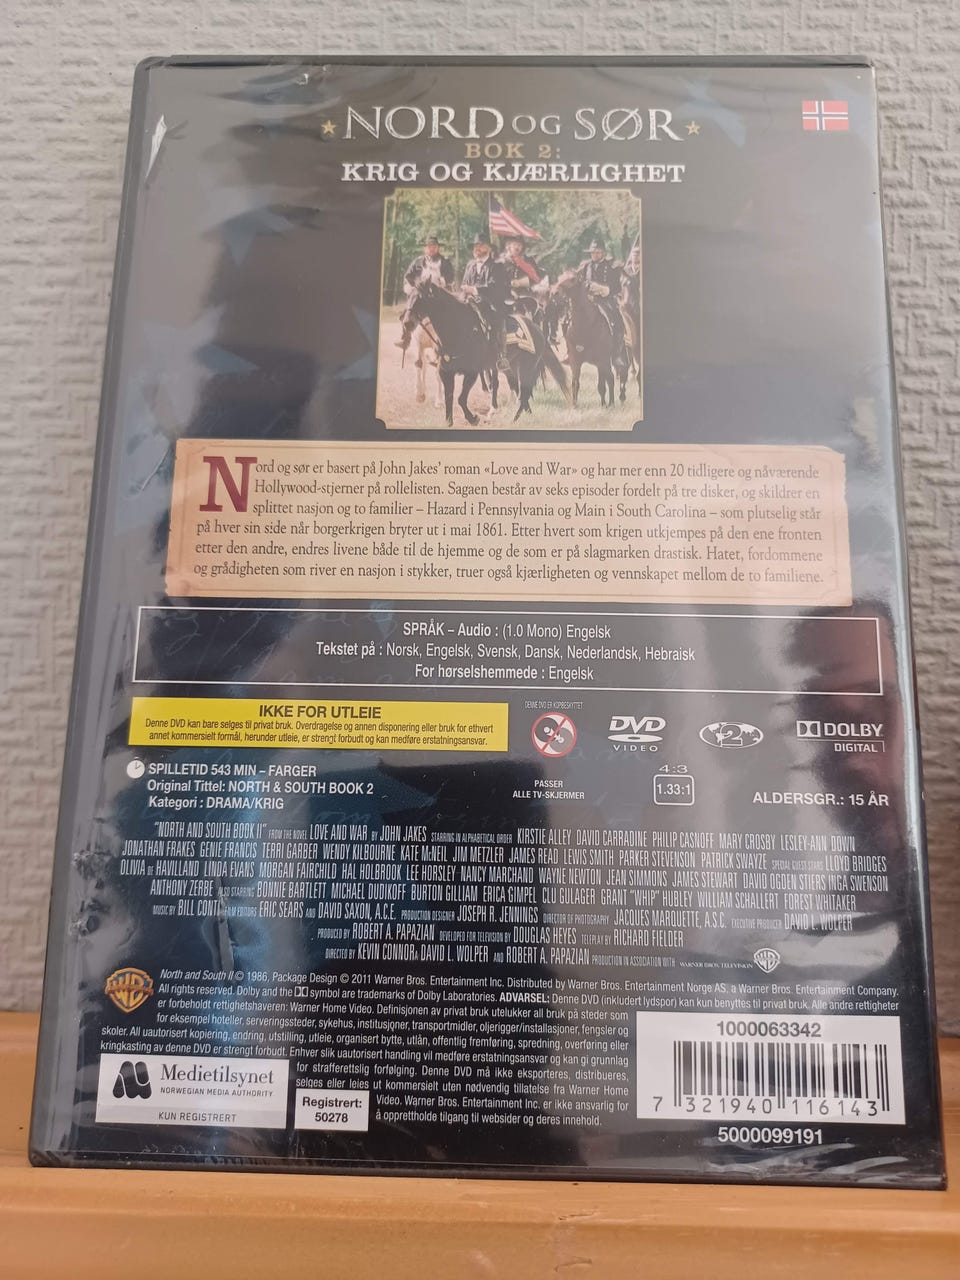 NORD OG SØR
BOK 2:
KRIG OG KJÆRLIGHET
Nord og sør er basert på John Jakes' roman «Love and War» og har mer enn 20 tidligere og nåværende
Hollywood-stjerner på rollelisten. Sagaen består av seks episoder fordelt på tre disker, og skildrer en
splittet nasjon og to familier – Hazard i Pennsylvania og Main i South Carolina – som plutselig står
på hver sin side når borgerkrigen bryter ut i mai 1861. Etter hvert som krigen utkjempes på den ene fronten
etter den andre, endres livene både til de hjemme og de som er på slagmarken drastisk. Hatet, fordommene
og grådigheten som river en nasjon i stykker, truer også kjærligheten og vennskapet mellom de to familiene.
SPRÅK – Audio : (1.0 Mono) Engelsk
Tekstet på : Norsk, Engelsk, Svensk, Dansk, Nederlandsk, Hebraisk
For hørselshemmede : Engelsk
IKKE FOR UTLEIE
Denne DVD kan bare selges til privat bruk. Overdragelse og annen disponering eller bruk for ethvert
annet kommersielt formål, herunder utleie, er strengt forbudt og kan medføre erstatningsansvar.
DENNE DVD ER KOPIBESKYTTET
DVD
VIDEO
2
DOLBY
DIGITAL
SPILLETID 543 MIN – FARGER
Original Tittel: NORTH & SOUTH BOOK 2
Kategori : DRAMA/KRIG
PASSER
ALLE TV-SKJERMER
4:3
1.33:1
ALDERSGR.: 15 ÅR
"NORTH AND SOUTH BOOK II" FROM THE NOVEL LOVE AND WAR BY JOHN JAKES STARRING IN ALPHABETICAL ORDER KIRSTIE ALLEY DAVID CARRADINE PHILIP CASNOFF MARY CROSBY LESLEY-ANN DOWN
JONATHAN FRAKES GENIE FRANCIS TERRI GARBER WENDY KILBOURNE KATE McNEIL JIM METZLER JAMES READ LEWIS SMITH PARKER STEVENSON PATRICK SWAYZE SPECIAL GUEST STARS LLOYD BRIDGES
OLIVIA DE HAVILLAND LINDA EVANS MORGAN FAIRCHILD HAL HOLBROOK LEE HORSLEY NANCY MARCHAND WAYNE NEWTON JEAN SIMMONS JAMES STEWART DAVID OGDEN STIERS INGA SWENSON
ANTHONY ZERBE ALSO STARRING BONNIE BARTLETT MICHAEL DUDIKOFF BURTON GILLIAM ERICA GIMPEL CLU GULAGER GRANT "WHIP" HUBLEY WILLIAM SCHALLERT FOREST WHITAKER
MUSIC BY BILL CONTI FILM EDITORS ERIC SEARS AND DAVID SAXON, A.C.E. PRODUCTION DESIGNER JOSEPH R. JENNINGS DIRECTOR OF PHOTOGRAPHY JACQUES MARQUETTE, A.S.C. EXECUTIVE PRODUCER DAVID L. WOLPER
PRODUCED BY ROBERT A. PAPAZIAN DEVELOPED FOR TELEVISION BY DOUGLAS HEYES TELEPLAY BY RICHARD FIELDER
DIRECTED BY KEVIN CONNOR DAVID L. WOLPER AND ROBERT A. PAPAZIAN PRODUCTION IN ASSOCIATION WITH WARNER BROS. TELEVISION
North and South II © 1986, Package Design © 2011 Warner Bros. Entertainment Inc. Distributed by Warner Bros. Entertainment Norge AS, a Warner Bros. Entertainment Company.
All rights reserved. Dolby and the symbol are trademarks of Dolby Laboratories. ADVARSEL: Denne DVD (inkludert lydspor) kan kun benyttes til privat bruk. Alle andre rettigheter
er forbeholdt rettighetshaveren: Warner Home Video. Definisjonen av privat bruk utelukker all bruk på steder som
for eksempel hoteller, serveringssteder, sykehus, institusjoner, transportmidler, oljerigger/installasjoner, fengsler og
skoler. All uautorisert kopiering, endring, utstilling, utleie, organisert bytte, utlån, offentlig fremføring, spredning, overføring eller
kringkasting av denne DVD er strengt forbudt. Enhver slik uautorisert handling vil medføre erstatningsansvar og kan gi grunnlag
for strafferettslig forfølging. Denne DVD må ikke eksporteres, distribueres,
selges eller leies ut kommersielt uten nødvendig tillatelse fra Warner Home
Video. Warner Bros. Entertainment Inc. er ikke ansvarlig for
å opprettholde tilgang til websider og deres innehold.
Medietilsynet
NORWEGIAN MEDIA AUTHORITY
KUN REGISTRERT
Registrert:
50278
1000063342
7 321940 116143
5000099191